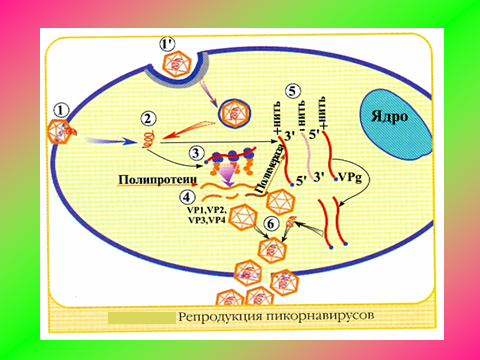 1'
1
2
3
4
5
6
+нить
-нить
+нить
3'
5'
5'
3'
Ядро
Полипротеин
Полимераза
VPg
VP1,VP2,
VP3,VP4
Репродукция пикорнавирусов